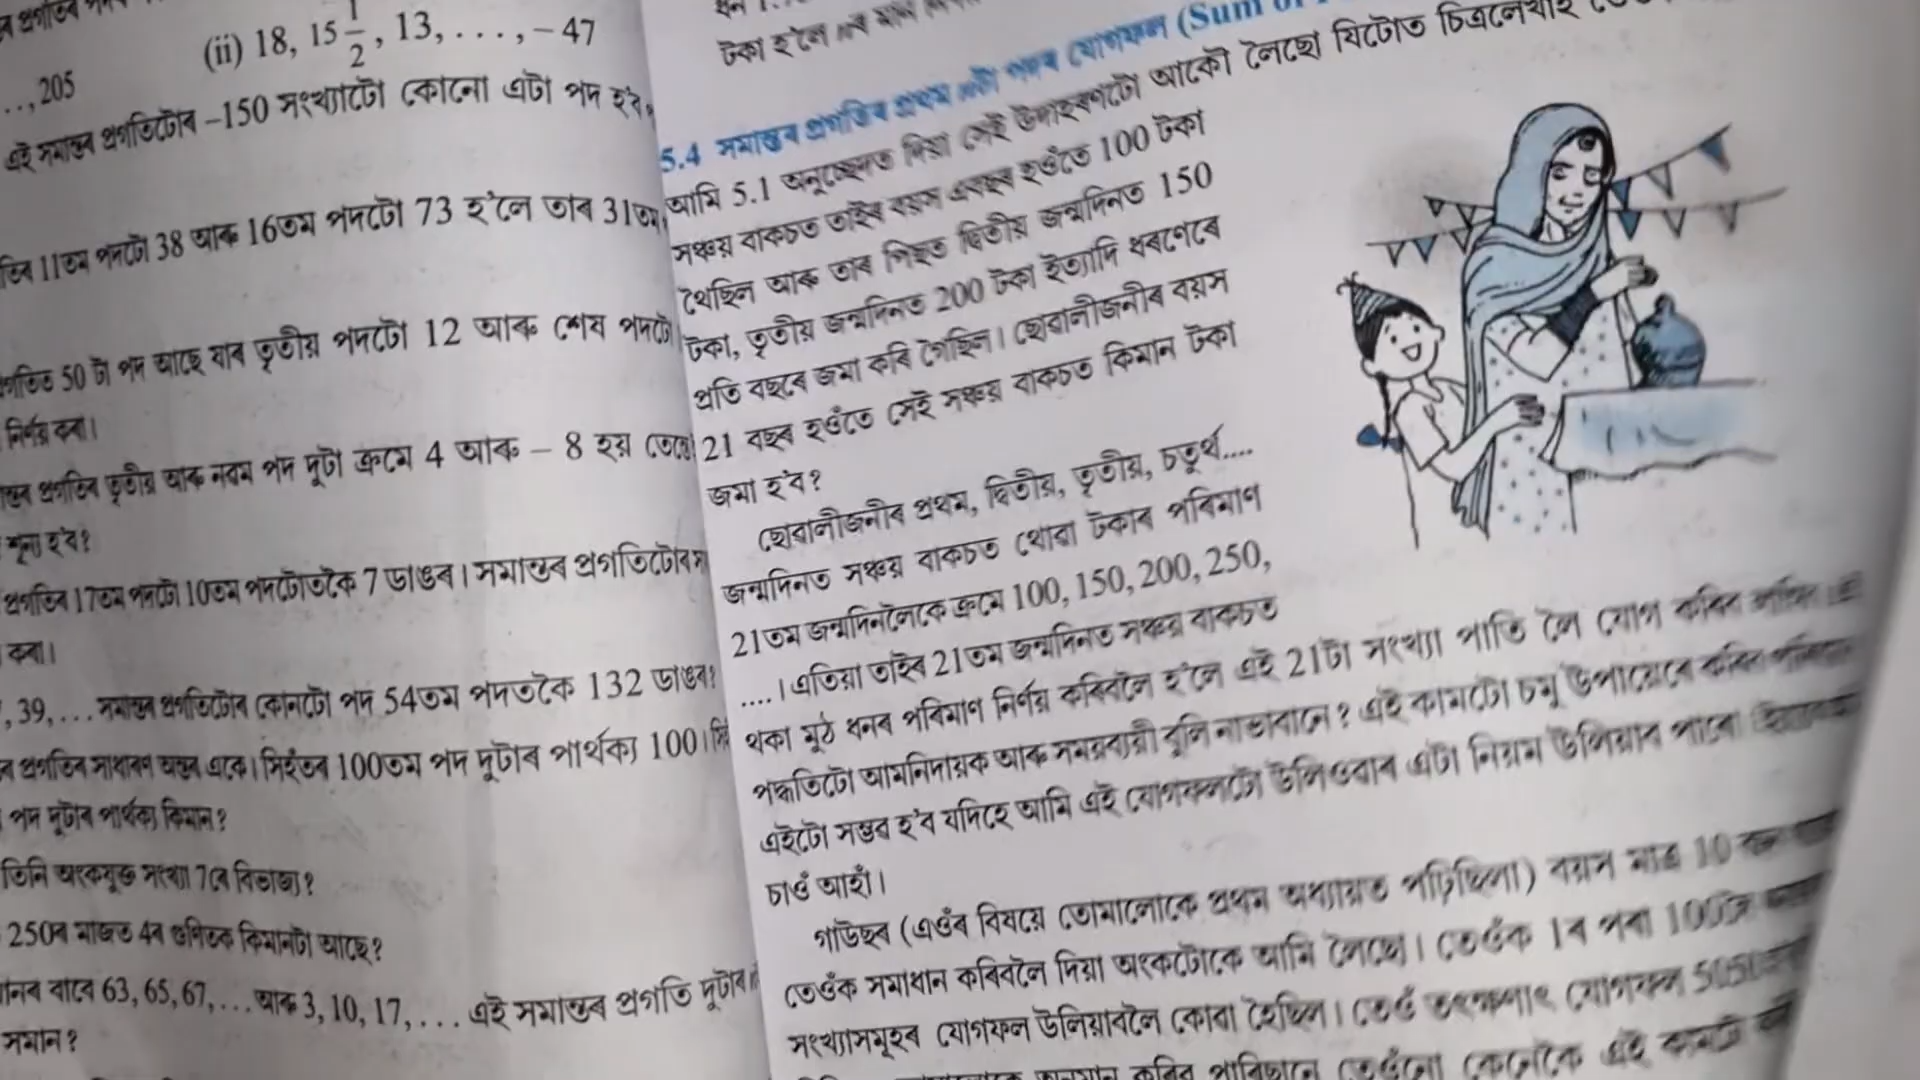 (ii) 18, 15 1/2, 13, . . . , – 47
. . , 205
এই সমান্তৰ প্ৰগতিটোৰ –150 সংখ্যাটো কোনো এটা পদ হ'ব
11তম পদটো 38 আৰু 16তম পদটো 73 হ'লে তাৰ 31তম
50 টা পদ আছে যাৰ তৃতীয় পদটো 12 আৰু শেষ পদটো
নিৰ্ণয় কৰা।
প্ৰগতিৰ তৃতীয় আৰু নৱম পদ দুটা ক্ৰমে 4 আৰু – 8 হয়
শূন্য হ'ব?
প্ৰগতিৰ 17তম পদটো 10তম পদটোতকৈ 7 ডাঙৰ। সমান্তৰ প্ৰগতিটোৰ
কৰা।
, 39, . . . সমান্তৰ প্ৰগতিটোৰ কোনটো পদ 54তম পদতকৈ 132 ডাঙৰ?
প্ৰগতিৰ সাধাৰণ অন্তৰ একে। সিহঁতৰ 100তম পদ দুটাৰ পাৰ্থক্য 100।
পদ দুটাৰ পাৰ্থক্য কিমান?
তিনি অংকযুক্ত সংখ্যা 7ৰে বিভাজ্য?
250ৰ মাজত 4ৰ গুণিতক কিমানটা আছে?
বাবে 63, 65, 67, . . . আৰু 3, 10, 17, . . . এই সমান্তৰ প্ৰগতি দুটাৰ
সমান?
টকা হ'লে
5.4 সমান্তৰ প্ৰগতিৰ প্ৰথম nটা পদৰ যোগফল (Sum of
আমি 5.1 অনুচ্ছেদত দিয়া সেই উদাহৰণটো আকৌ লৈছো যিটোত চিত্ৰলেখাই
সঞ্চয় বাকচত তাইৰ বয়স এবছৰ হওঁতে 100 টকা
থৈছিল আৰু তাৰ পিছত দ্বিতীয় জন্মদিনত 150
টকা, তৃতীয় জন্মদিনত 200 টকা ইত্যাদি ধৰণেৰে
প্ৰতি বছৰে জমা কৰি গৈছিল। ছোৱালীজনীৰ বয়স
21 বছৰ হওঁতে সেই সঞ্চয় বাকচত কিমান টকা
জমা হ'ব?
ছোৱালীজনীৰ প্ৰথম, দ্বিতীয়, তৃতীয়, চতুৰ্থ....
জন্মদিনত সঞ্চয় বাকচত থোৱা টকাৰ পৰিমাণ
21তম জন্মদিনলৈকে ক্ৰমে 100, 150, 200, 250,
....। এতিয়া তাইৰ 21তম জন্মদিনত সঞ্চয় বাকচত
থকা মুঠ ধনৰ পৰিমাণ নিৰ্ণয় কৰিবলৈ হ'লে এই 21টা সংখ্যা পাতি লৈ যোগ কৰিব
পদ্ধতিটো আমনিদায়ক আৰু সময়ব্যয়ী বুলি নাভাবানে? এই কামটো চমু উপায়েৰে কৰিব
এইটো সম্ভৱ হ'ব যদিহে আমি এই যোগফলটো উলিওৱাৰ এটা নিয়ম উলিয়াব পাৰো
চাওঁ আহাঁ।
গাউছৰ (এওঁৰ বিষয়ে তোমালোকে প্ৰথম অধ্যায়ত পঢ়িছিলা) বয়স মাত্ৰ 10
তেওঁক সমাধান কৰিবলৈ দিয়া অংকটোকে আমি লৈছো। তেওঁক 1ৰ পৰা 100লৈ
সংখ্যাসমূহৰ যোগফল উলিয়াবলৈ কোৱা হৈছিল। তেওঁ তৎক্ষণাৎ যোগফল 5050
অনুমান কৰিব পাৰিছানে তেওঁনো কেনেকৈ এই কামটো